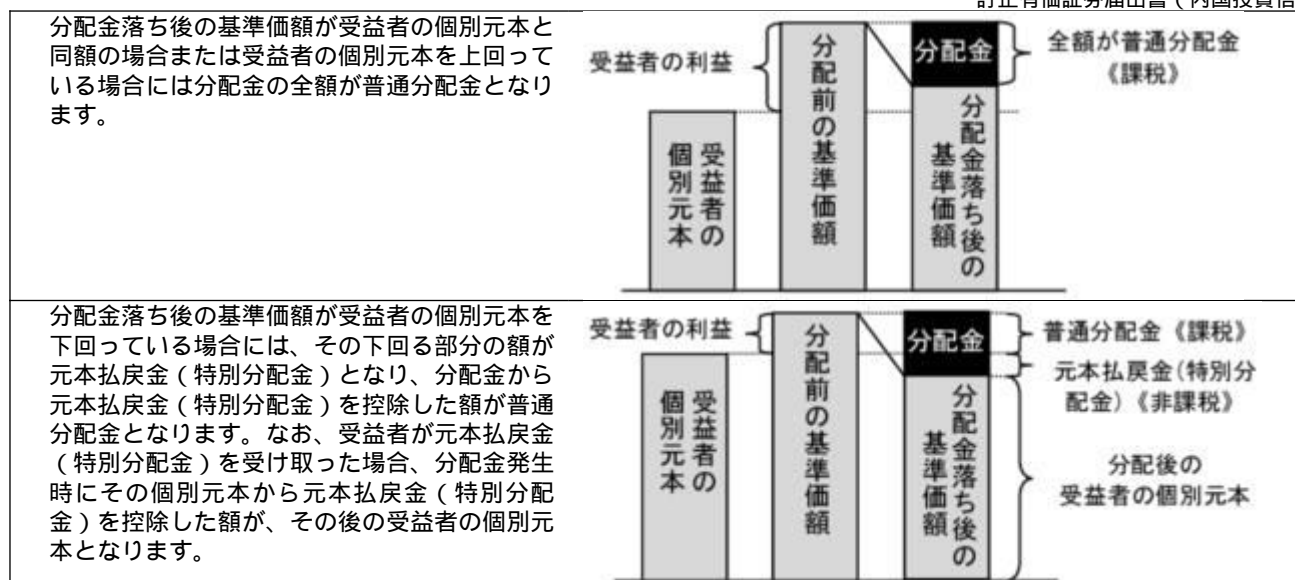 訂正有価証券届出書（内国投資信
分配金落ち後の基準価額が受益者の個別元本と
同額の場合または受益者の個別元本を上回って
いる場合には分配金の全額が普通分配金となり
ます。
受益者の利益
受益者の
個別元本
分配前の基準価額
分配金
分配金落ち後の
基準価額
全額が普通分配金
《課税》
分配金落ち後の基準価額が受益者の個別元本を
下回っている場合には、その下回る部分の額が
元本払戻金（特別分配金）となり、分配金から
元本払戻金（特別分配金）を控除した額が普通
分配金となります。なお、受益者が元本払戻金
（特別分配金）を受け取った場合、分配金発生
時にその個別元本から元本払戻金（特別分配
金）を控除した額が、その後の受益者の個別元
本となります。
受益者の利益
受益者の
個別元本
分配前の基準価額
分配金
分配金落ち後の
基準価額
普通分配金《課税》
元本払戻金(特別分
配金)《非課税》
分配後の
受益者の個別元本